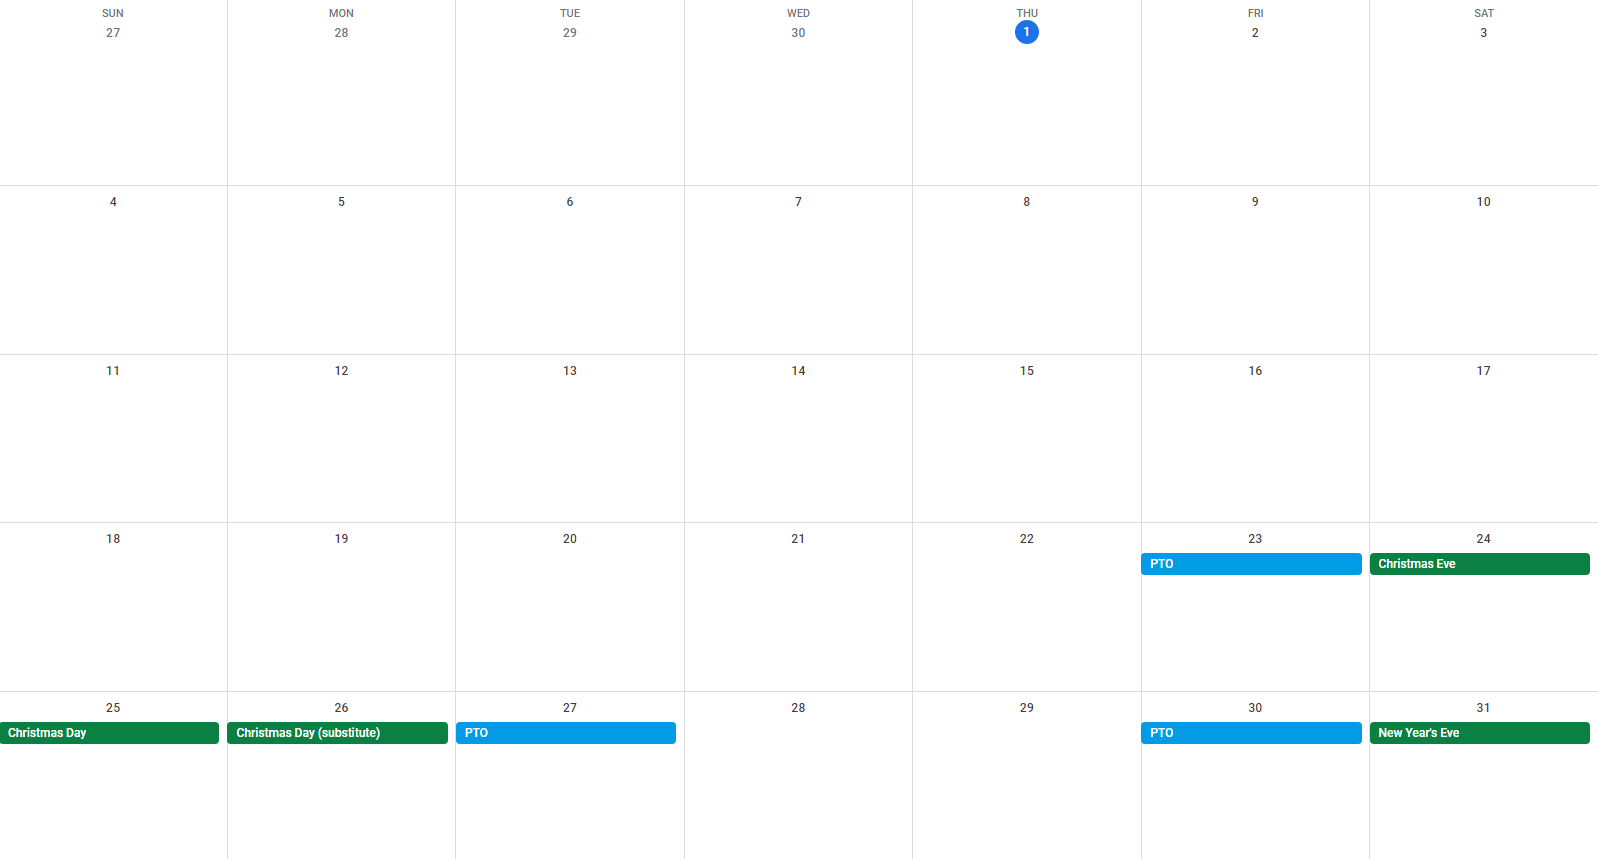 SUN MON TUE WED THU FRI SAT
27 28 29 30 1 2 3
4 5 6 7 8 9 10
11 12 13 14 15 16 17
18 19 20 21 22 23 24
PTO Christmas Eve
25 26 27 28 29 30 31
Christmas Day Christmas Day (substitute) PTO PTO New Year's Eve